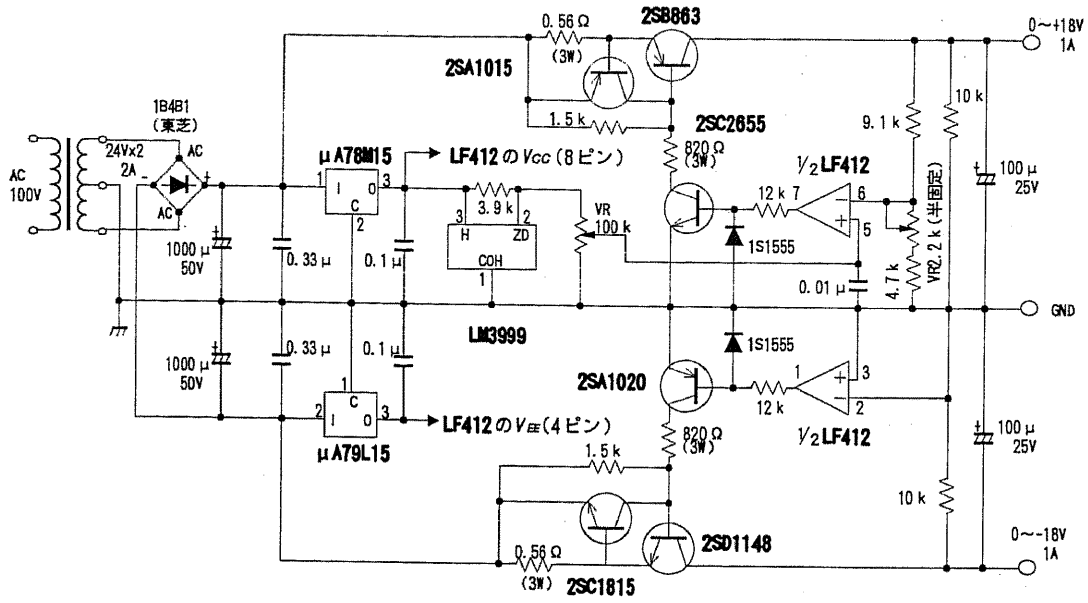 0.56Ω
(3W)
2SB863
0〜+18V
1A
2SA1015
1.5k
2SC2655
10k
9.1k
1B4B1
(東芝)
AC
24V×2
2A
-
+
AC
100V
AC
μA78M15
1
I
O
3
C
2
LF412のVCC(8ピン)
3.9k
3
2
H
ZD
COH
1
VR
100k
820Ω
(3W)
1/2LF412
12k
7
6
5
-
+
VR2.2k(半固定)
4.7k
1S1555
0.01μ
+
100μ
25V
+
1000μ
50V
0.33μ
0.1μ
GND
LM3999
+
1000μ
50V
0.33μ
0.1μ
1S1555
2SA1020
1
C
2
I
O
3
μA79L15
LF412のVEE(4ピン)
12k
1
+
-
3
2
1/2LF412
820Ω
(3W)
+
100μ
25V
1.5k
10k
0.56Ω
(3W)
2SC1815
2SD1148
0〜-18V
1A